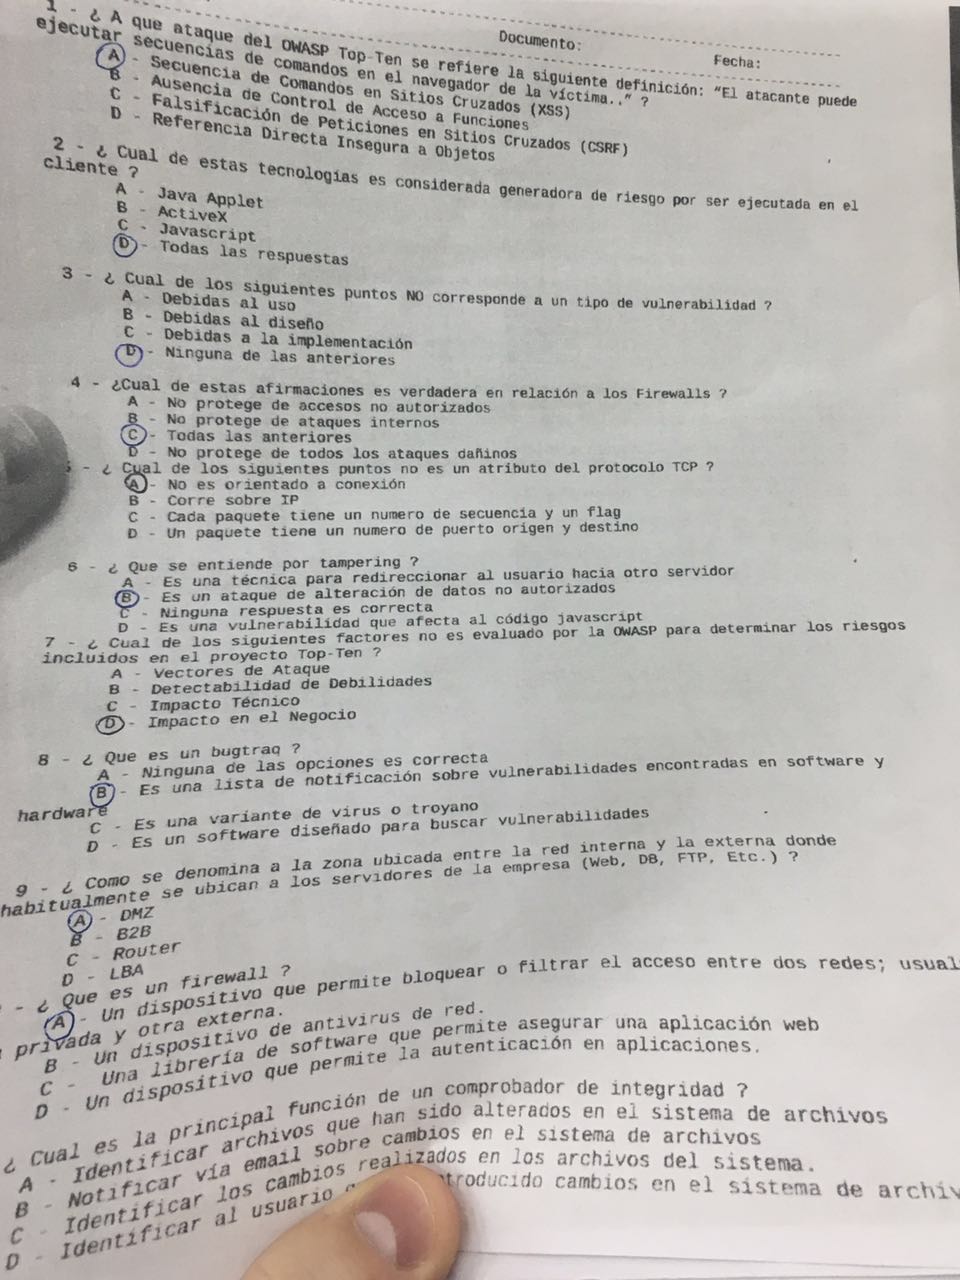 Documento:
Fecha:
1 - ¿ A que ataque del OWASP Top-Ten se refiere la siguiente definición: "El atacante puede
ejecutar secuencias de comandos en el navegador de la víctima.." ?
A - Secuencia de Comandos en Sitios Cruzados (XSS)
B - Ausencia de Control de Acceso a Funciones
C - Falsificación de Peticiones en Sitios Cruzados (CSRF)
D - Referencia Directa Insegura a Objetos
2 - ¿ Cual de estas tecnologías es considerada generadora de riesgo por ser ejecutada en el
cliente ?
A - Java Applet
B - ActiveX
C - Javascript
D - Todas las respuestas
3 - ¿ Cual de los siguientes puntos NO corresponde a un tipo de vulnerabilidad ?
A - Debidas al uso
B - Debidas al diseño
C - Debidas a la implementación
D - Ninguna de las anteriores
4 - ¿Cual de estas afirmaciones es verdadera en relación a los Firewalls ?
A - No protege de accesos no autorizados
B - No protege de ataques internos
C - Todas las anteriores
D - No protege de todos los ataques dañinos
5 - ¿ Cual de los siguientes puntos no es un atributo del protocolo TCP ?
A - No es orientado a conexión
B - Corre sobre IP
C - Cada paquete tiene un numero de secuencia y un flag
D - Un paquete tiene un numero de puerto origen y destino
6 - ¿ Que se entiende por tampering ?
A - Es una técnica para redireccionar al usuario hacia otro servidor
B - Es un ataque de alteración de datos no autorizados
C - Ninguna respuesta es correcta
D - Es una vulnerabilidad que afecta al código javascript
7 - ¿ Cual de los siguientes factores no es evaluado por la OWASP para determinar los riesgos
incluidos en el proyecto Top-Ten ?
A - Vectores de Ataque
B - Detectabilidad de Debilidades
C - Impacto Técnico
D - Impacto en el Negocio
8 - ¿ Que es un bugtraq ?
A - Ninguna de las opciones es correcta
B - Es una lista de notificación sobre vulnerabilidades encontradas en software y
hardware
C - Es una variante de virus o troyano
D - Es un software diseñado para buscar vulnerabilidades
9 - ¿ Como se denomina a la zona ubicada entre la red interna y la externa donde
habitualmente se ubican a los servidores de la empresa (Web, DB, FTP, Etc.) ?
A - DMZ
B - B2B
C - Router
D - LBA
- ¿ Que es un firewall ?
A - Un dispositivo que permite bloquear o filtrar el acceso entre dos redes; usual
privada y otra externa.
B - Un dispositivo de antivirus de red.
C - Una librería de software que permite asegurar una aplicación web
D - Un dispositivo que permite la autenticación en aplicaciones.
¿ Cual es la principal función de un comprobador de integridad ?
A - Identificar archivos que han sido alterados en el sistema de archivos
B - Notificar vía email sobre cambios en el sistema de archivos
C - Identificar los cambios realizados en los archivos del sistema.
D - Identificar al usuario troducido cambios en el sistema de archiv